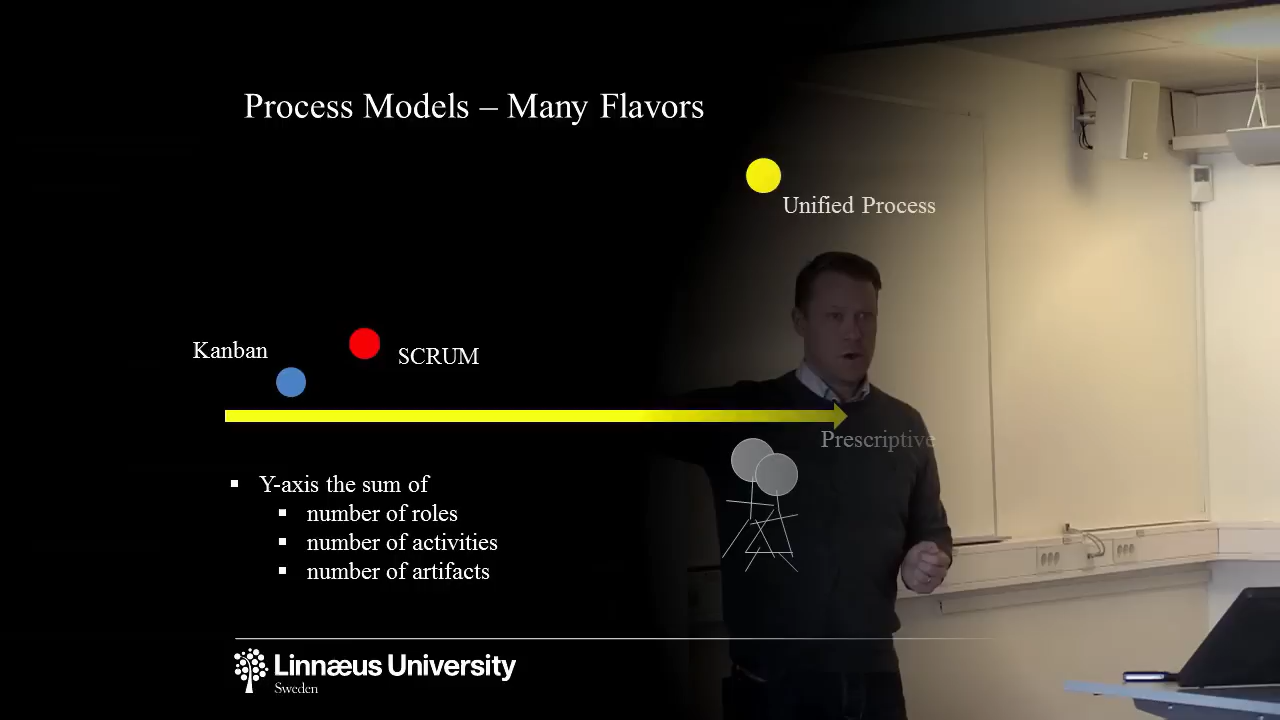 Process Models – Many Flavors
Unified Process
Kanban
SCRUM
Prescriptive
Y-axis the sum of
number of roles
number of activities
number of artifacts
Linnæus University
Sweden